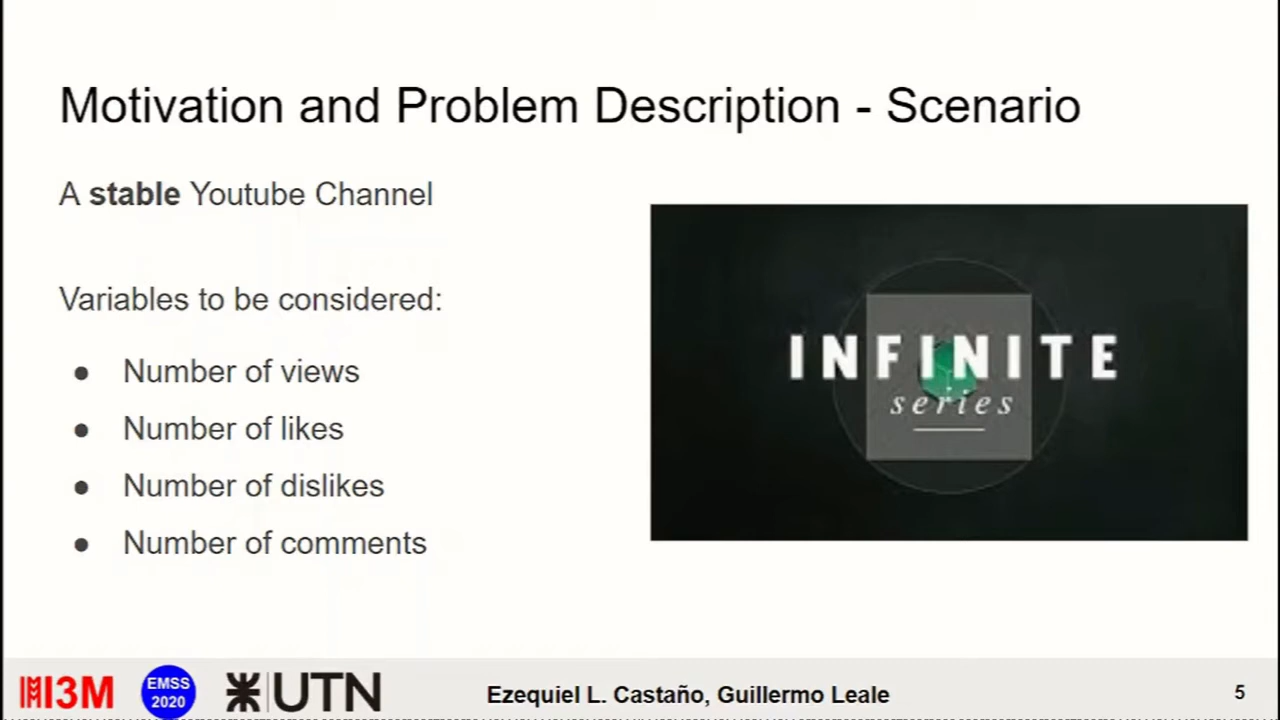 Motivation and Problem Description - Scenario
A stable Youtube Channel
Variables to be considered:
● Number of views
● Number of likes
● Number of dislikes
● Number of comments
INFINITE
series
I3M
EMSS
2020
UTN
Ezequiel L. Castaño, Guillermo Leale
5